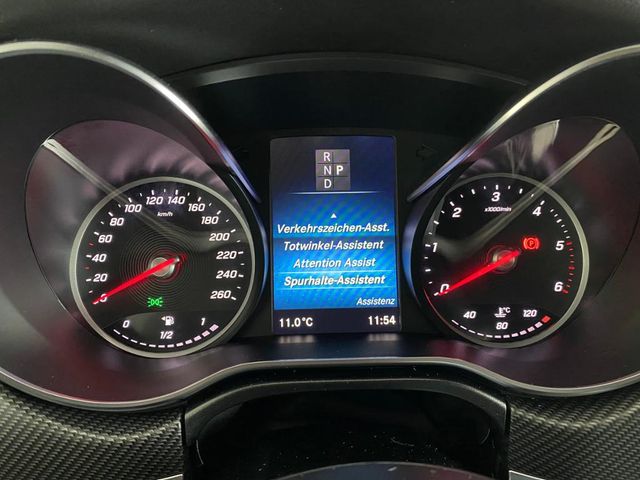 0 20 40 60 80 100 120 140 160 180 200 220 240 260
km/h
0 1/2 1
R
N P
D
Verkehrszeichen-Asst.
Totwinkel-Assistent
Attention Assist
Spurhalte-Assistent
Assistenz
11.0°C 11:54
0 1 2 3 4 5 6
x1000/min
P
°C
40 80 120